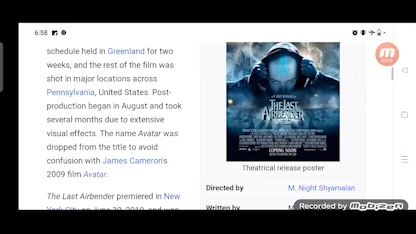 6:58
schedule held in Greenland for two
weeks, and the rest of the film was
shot in major locations across
Pennsylvania, United States. Post-
production began in August and took
several months due to extensive
visual effects. The name Avatar was
dropped from the title to avoid
confusion with James Cameron's
2009 film Avatar.
The Last Airbender premiered in New
THE LAST
AIRBENDER
COMING SOON
Theatrical release poster
Directed by M. Night Shyamalan
Written by
Recorded by
MOBIZEN